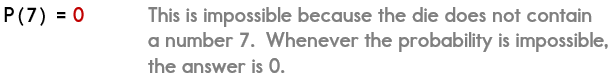 P(7) = 0 This is impossible because the die does not contain
a number 7. Whenever the probability is impossible,
the answer is 0.